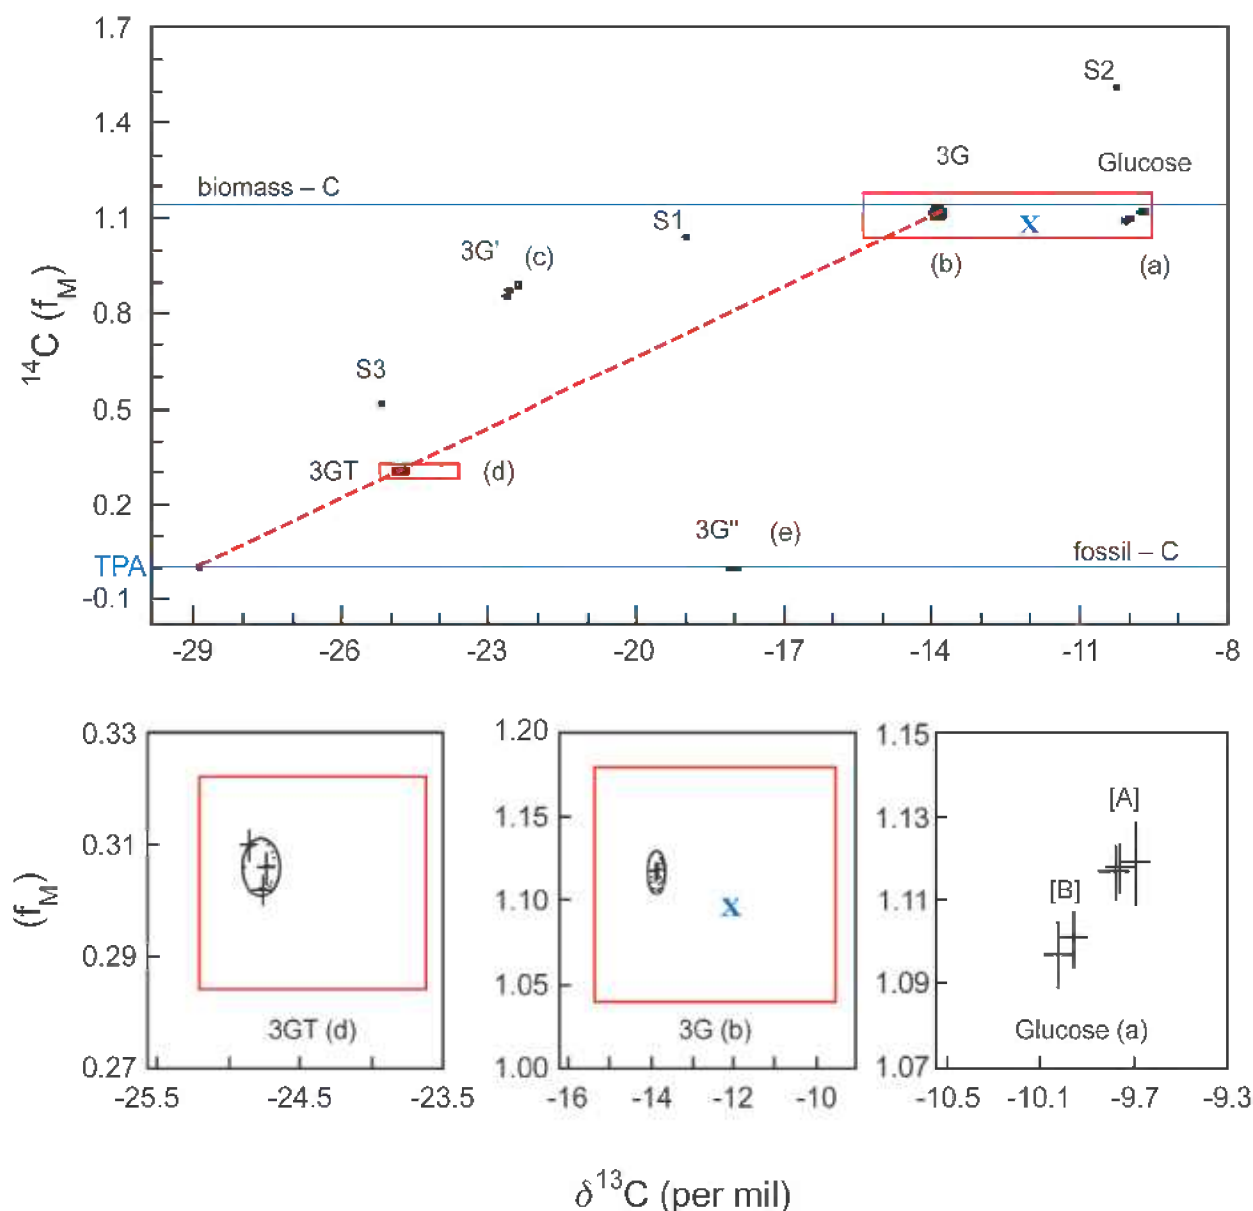 1.7
S2
1.4
3G
Glucose
biomass – C
1.1
S1
X
3G'
(c)
(b)
(a)
0.8
S3
0.5
3GT
(d)
0.2
3G"
(e)
fossil – C
TPA
-0.1
-29
-26
-23
-20
-17
-14
-11
-8
14C (fM)
0.33
0.31
0.29
0.27
3GT (d)
-25.5
-24.5
-23.5
(fM)
1.20
1.15
1.10
1.05
1.00
X
3G (b)
-16
-14
-12
-10
1.15
1.13
1.11
1.09
1.07
[A]
[B]
Glucose (a)
-10.5
-10.1
-9.7
-9.3
δ13C (per mil)